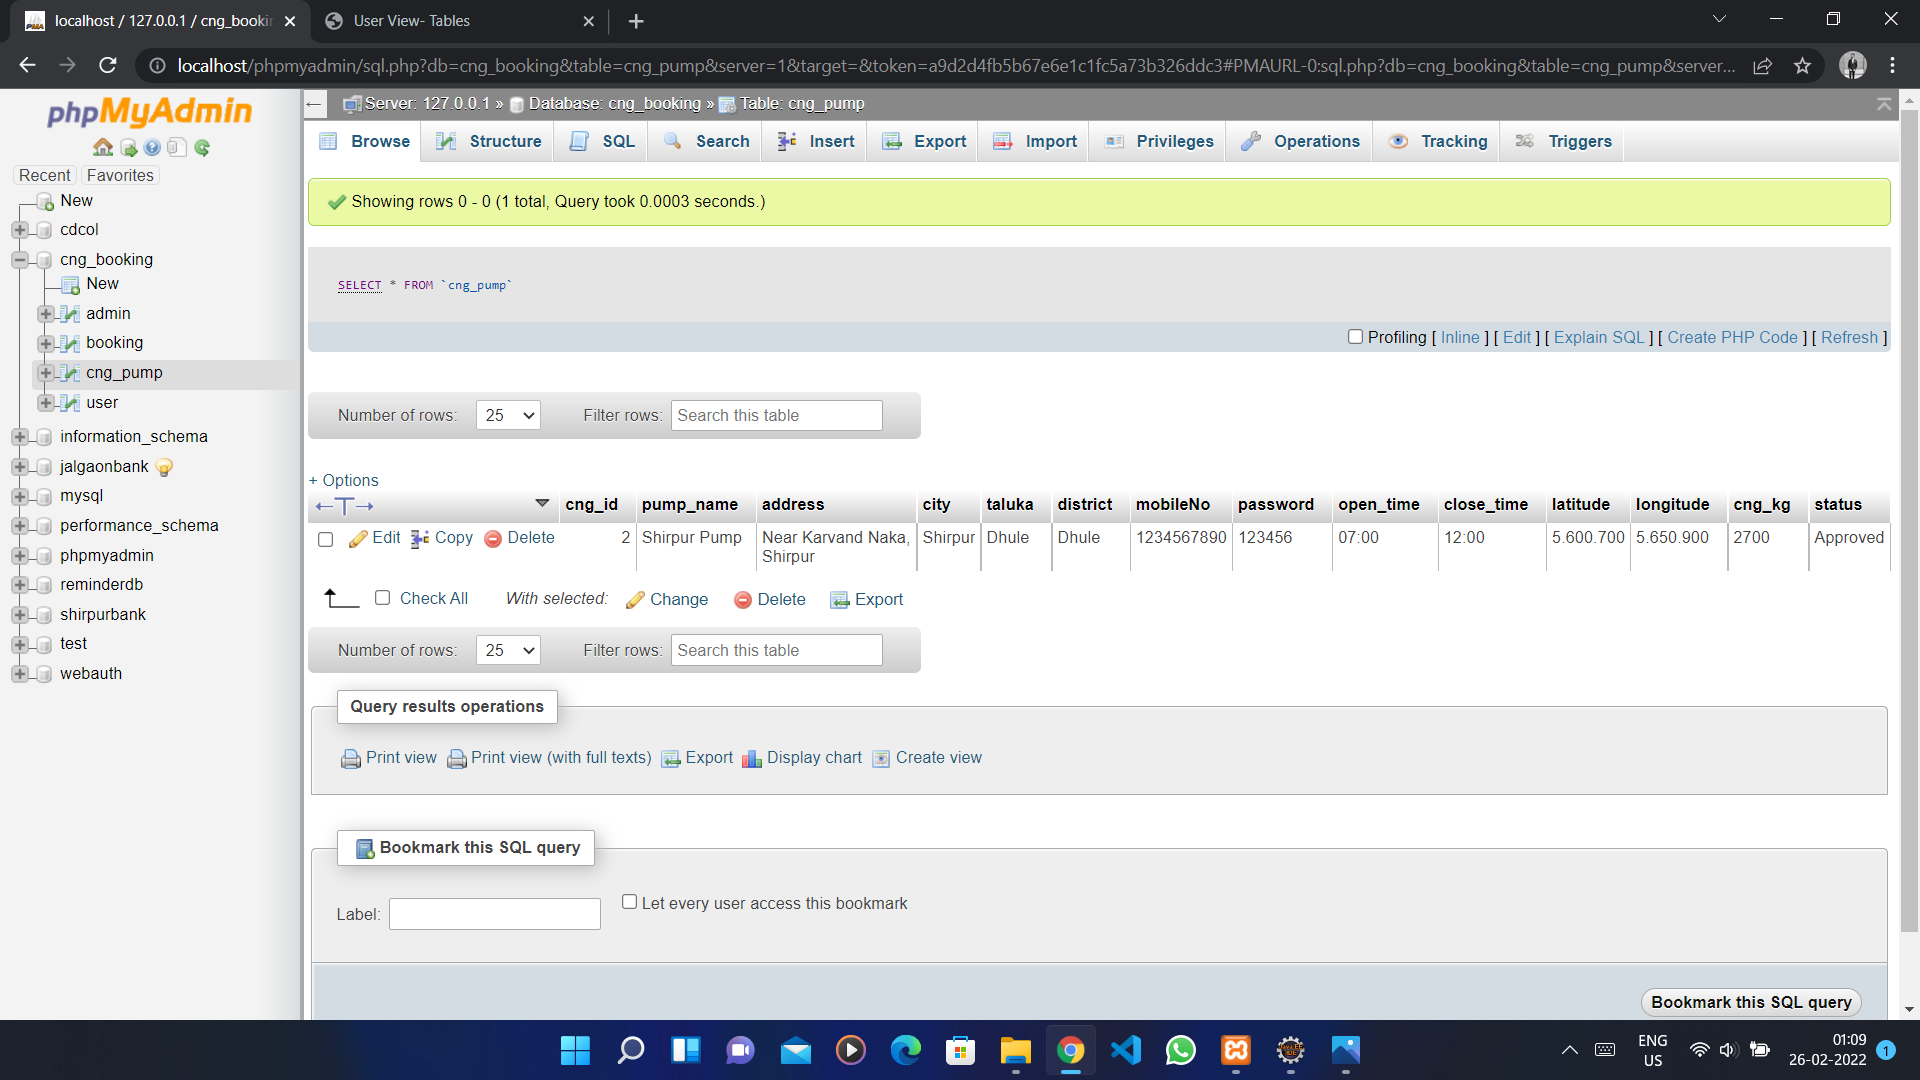 localhost / 127.0.0.1 / cng_bookin
User View- Tables
localhost/phpmyadmin/sql.php?db=cng_booking&table=cng_pump&server=1&target=&token=a9d2d4fb5b67e6e1c1fc5a73b326ddc3#PMAURL-0:sql.php?db=cng_booking&table=cng_pump&server...
phpMyAdmin
Recent Favorites
New
cdcol
cng_booking
New
admin
booking
cng_pump
user
information_schema
jalgaonbank
mysql
performance_schema
phpmyadmin
reminderdb
shirpurbank
test
webauth
Server: 127.0.0.1 » Database: cng_booking » Table: cng_pump
Browse Structure SQL Search Insert Export Import Privileges Operations Tracking Triggers
Showing rows 0 - 0 (1 total, Query took 0.0003 seconds.)
SELECT * FROM `cng_pump`
Profiling [ Inline ] [ Edit ] [ Explain SQL ] [ Create PHP Code ] [ Refresh ]
Number of rows: 25 Filter rows: Search this table
+ Options
cng_id pump_name address city taluka district mobileNo password open_time close_time latitude longitude cng_kg status
Edit Copy Delete 2 Shirpur Pump Near Karvand Naka, Shirpur Dhule Dhule 1234567890 123456 07:00 12:00 5.600.700 5.650.900 2700 Approved
Shirpur
Check All With selected: Change Delete Export
Number of rows: 25 Filter rows: Search this table
Query results operations
Print view Print view (with full texts) Export Display chart Create view
Bookmark this SQL query
Label: Let every user access this bookmark
Bookmark this SQL query
ENG
US
01:09
26-02-2022
1